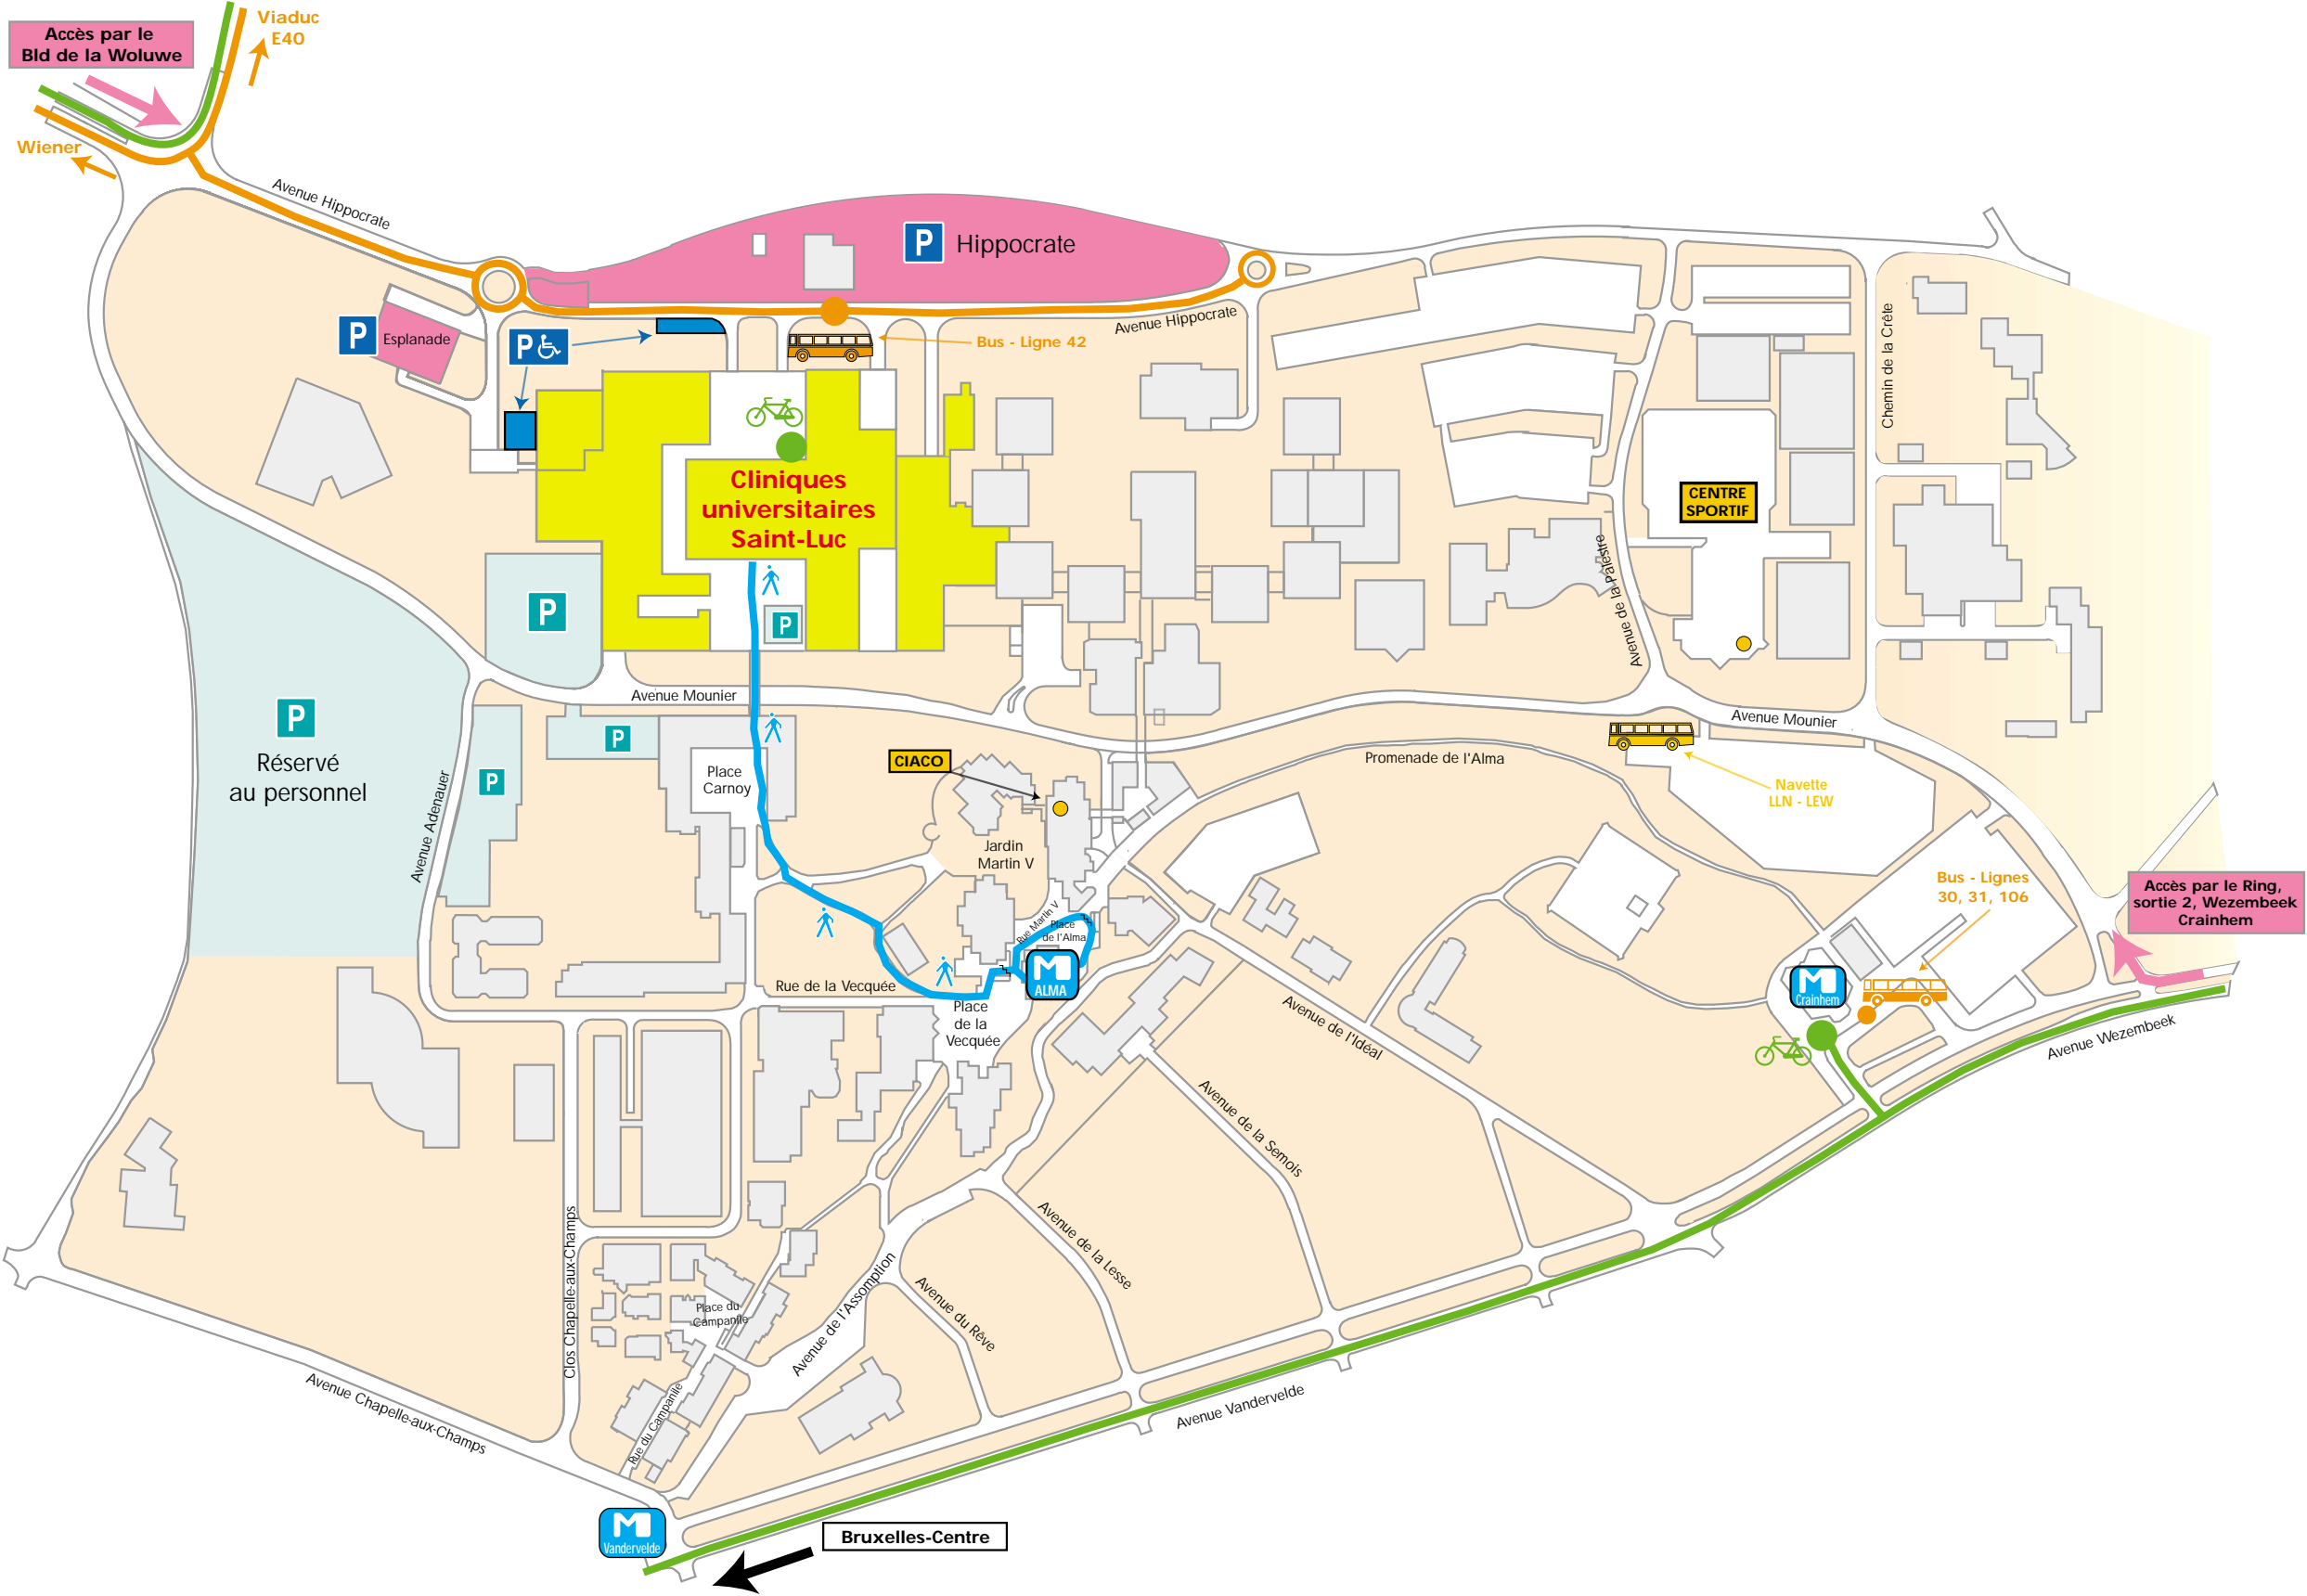 Accès par le
Bld de la Woluwe
Viaduc
E40
Wiener
Avenue Hippocrate
P
Hippocrate
P
Esplanade
P
Avenue Hippocrate
Bus - Ligne 42
Chemin de la Crête
Cliniques
universitaires
Saint-Luc
CENTRE
SPORTIF
Avenue de la Palestre
P
P
Avenue Mounier
Avenue Mounier
P
Réservé
au personnel
P
P
Place
Carnoy
CIACO
Promenade de l'Alma
Navette
LLN - LEW
Avenue Adenauer
Jardin
Martin V
Bus - Lignes
30, 31, 106
Accès par le Ring,
sortie 2, Wezembeek
Crainhem
Rue Martin V
Place
de l'Alma
M
ALMA
M
Crainhem
Rue de la Vecquée
Place
de la
Vecquée
Avenue de l'Idéal
Avenue Wezembeek
Avenue de la Semois
Avenue de la Lesse
Clos Chapelle-aux-Champs
Place du
Campanile
Avenue de l'Assomption
Avenue du Rêve
Rue du Campanile
Avenue Chapelle-aux-Champs
Avenue Vandervelde
M
Vandervelde
Bruxelles-Centre